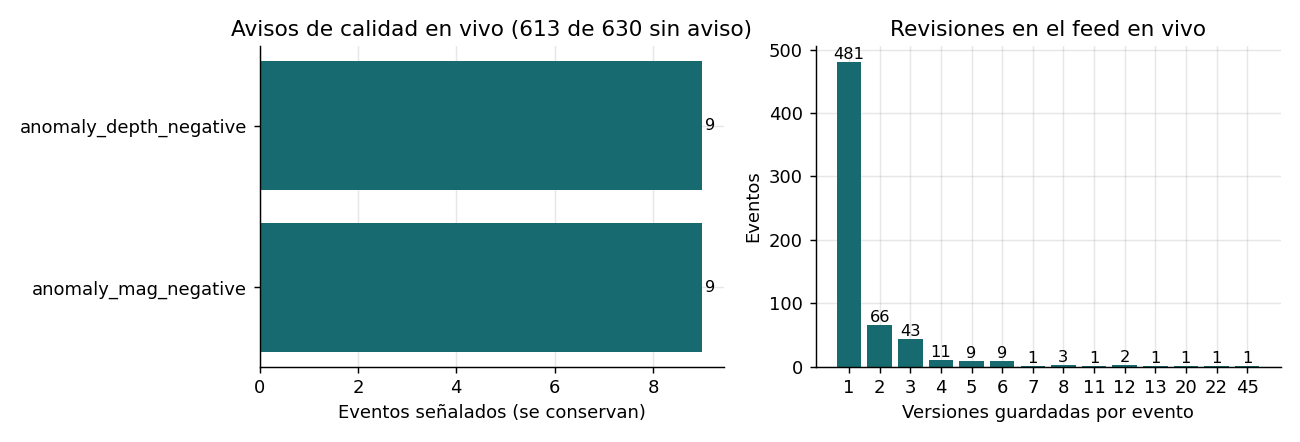 Avisos de calidad en vivo (613 de 630 sin aviso)
anomaly_depth_negative
9
anomaly_mag_negative
9
0 2 4 6 8
Eventos señalados (se conservan)
Revisiones en el feed en vivo
Eventos
500
400
300
200
100
0
481 66 43 11 9 9 1 3 1 2 1 1 1 1
1 2 3 4 5 6 7 8 11 12 13 20 22 45
Versiones guardadas por evento